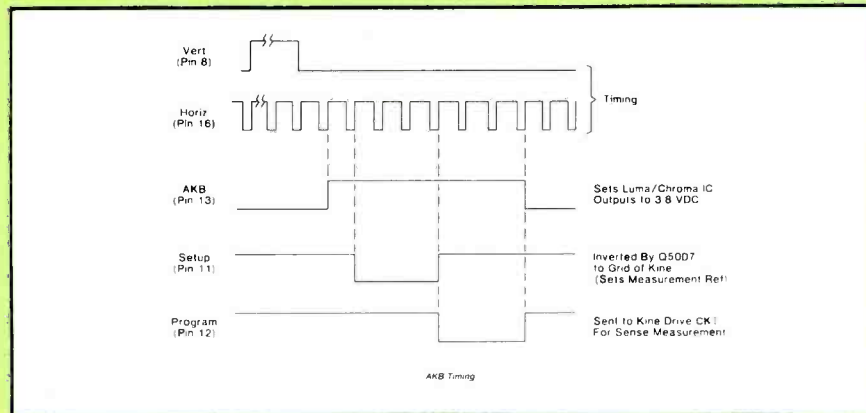 Vert
(Pin 8)
Horiz
(Pin 16)
Timing
AKB
(Pin 13)
Sets Luma/Chroma IC
Outputs to 3 8 VDC
Setup
(Pin 11)
Inverted By Q5007
to Grid of Kine
(Sets Measurement Ref)
Program
(Pin 12)
Sent to Kine Drive CKT
For Sense Measurement
AKB Timing